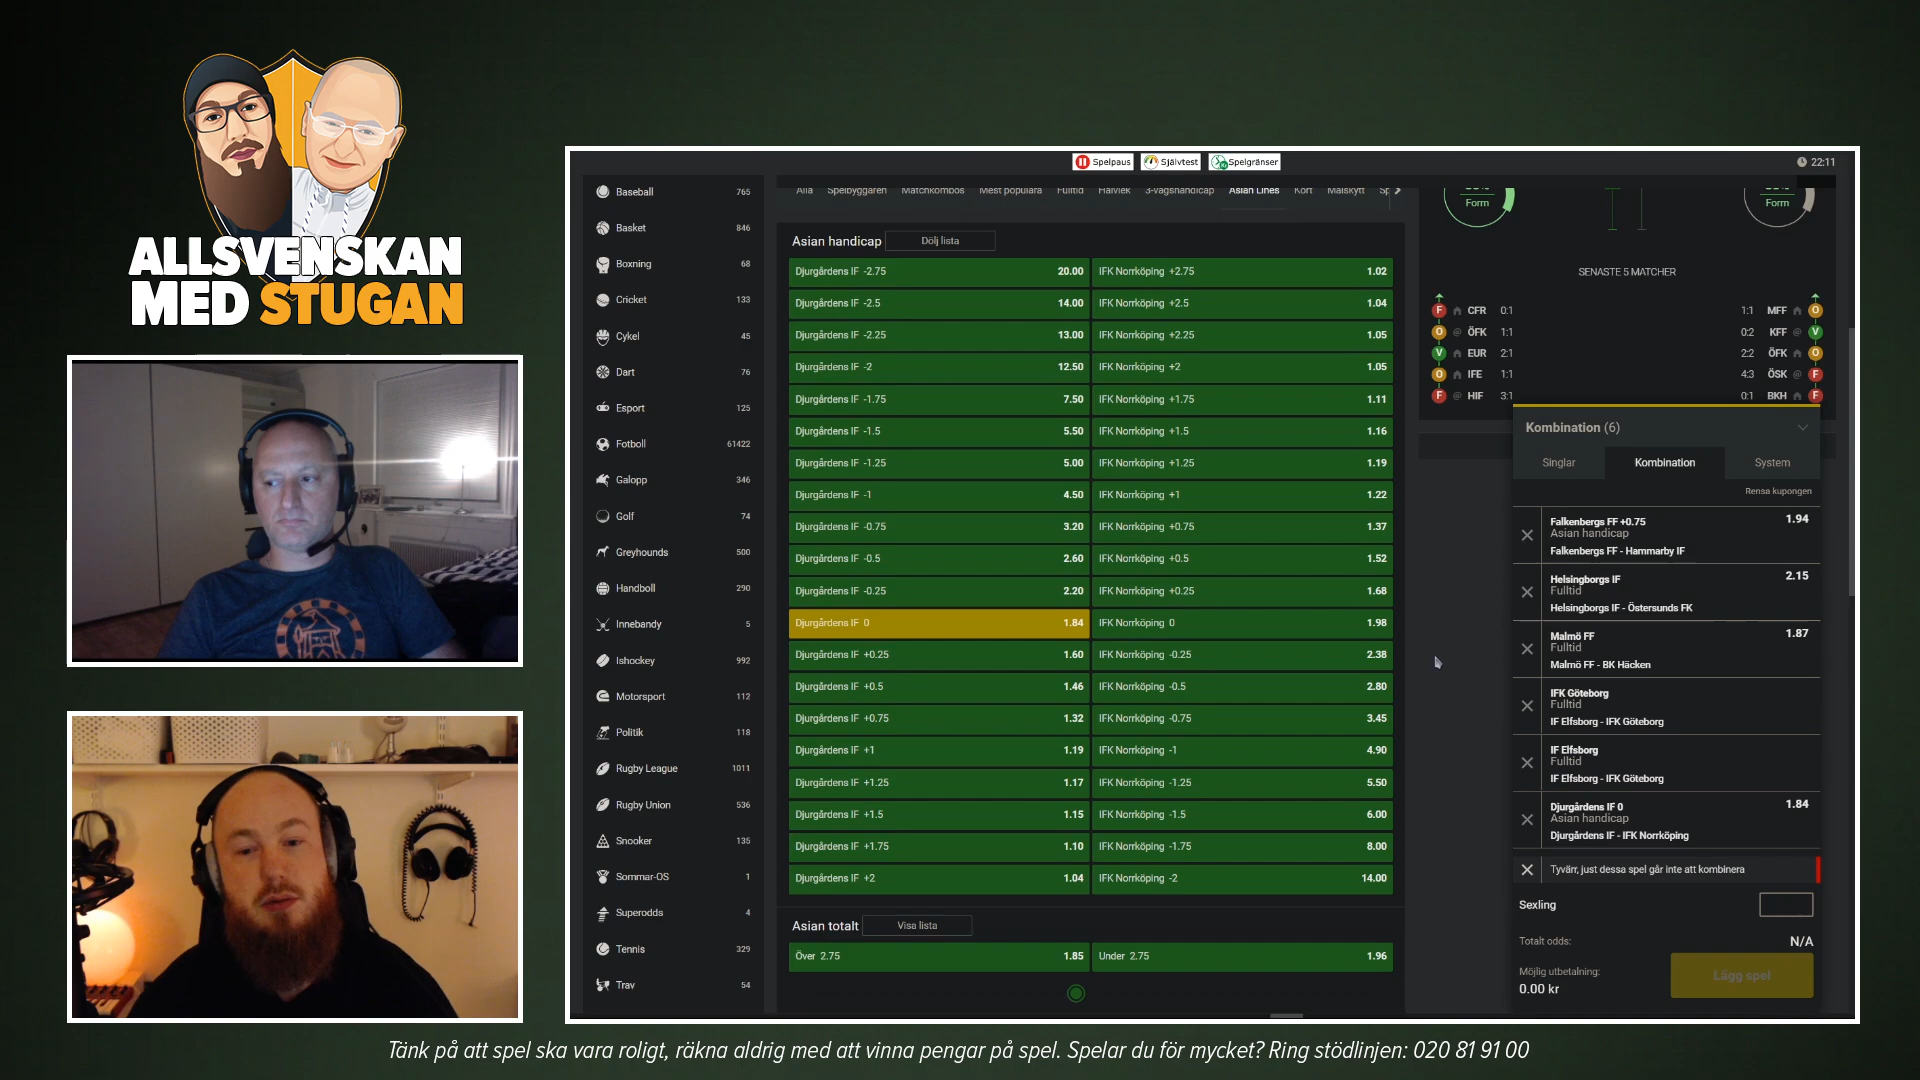 ALLSVENSKAN
MED STUGAN
Spelpaus
Självtest
Spelgränser
22:11
Baseball 765
Basket 846
Boxning 68
Cricket 133
Cykel 45
Dart 76
Esport 125
Fotboll 61422
Galopp 346
Golf 74
Greyhounds 500
Handboll 290
Innebandy 5
Ishockey 992
Motorsport 112
Politik 118
Rugby League 1011
Rugby Union 536
Snooker 135
Sommar-OS 1
Superodds 4
Tennis 329
Trav 54
Alla Spelbyggaren Matchkombos Mest populära Fulltid Halvlek 3-vägshandicap Asian Lines Kort Målskytt
Asian handicap Dölj lista
Djurgårdens IF -2.75 20.00 IFK Norrköping +2.75 1.02
Djurgårdens IF -2.5 14.00 IFK Norrköping +2.5 1.04
Djurgårdens IF -2.25 13.00 IFK Norrköping +2.25 1.05
Djurgårdens IF -2 12.50 IFK Norrköping +2 1.05
Djurgårdens IF -1.75 7.50 IFK Norrköping +1.75 1.11
Djurgårdens IF -1.5 5.50 IFK Norrköping +1.5 1.16
Djurgårdens IF -1.25 5.00 IFK Norrköping +1.25 1.19
Djurgårdens IF -1 4.50 IFK Norrköping +1 1.22
Djurgårdens IF -0.75 3.20 IFK Norrköping +0.75 1.37
Djurgårdens IF -0.5 2.60 IFK Norrköping +0.5 1.52
Djurgårdens IF -0.25 2.20 IFK Norrköping +0.25 1.68
Djurgårdens IF 0 1.84 IFK Norrköping 0 1.98
Djurgårdens IF +0.25 1.60 IFK Norrköping -0.25 2.38
Djurgårdens IF +0.5 1.46 IFK Norrköping -0.5 2.80
Djurgårdens IF +0.75 1.32 IFK Norrköping -0.75 3.45
Djurgårdens IF +1 1.19 IFK Norrköping -1 4.90
Djurgårdens IF +1.25 1.17 IFK Norrköping -1.25 5.50
Djurgårdens IF +1.5 1.15 IFK Norrköping -1.5 6.00
Djurgårdens IF +1.75 1.10 IFK Norrköping -1.75 8.00
Djurgårdens IF +2 1.04 IFK Norrköping -2 14.00
Asian totalt Visa lista
Över 2.75 1.85 Under 2.75 1.96
Form Form
SENASTE 5 MATCHER
F CFR 0:1 1:1 MFF O
O ÖFK 1:1 0:2 KFF V
V EUR 2:1 2:2 ÖFK O
O IFE 1:1 4:3 ÖSK F
F HIF 3:1 0:1 BKH F
Kombination (6)
Singlar Kombination System
Rensa kupongen
Falkenbergs FF +0.75 1.94
Asian handicap
Falkenbergs FF - Hammarby IF
Helsingborgs IF 2.15
Fulltid
Helsingborgs IF - Östersunds FK
Malmö FF 1.87
Fulltid
Malmö FF - BK Häcken
IFK Göteborg
Fulltid
IF Elfsborg - IFK Göteborg
IF Elfsborg
Fulltid
IF Elfsborg - IFK Göteborg
Djurgårdens IF 0 1.84
Asian handicap
Djurgårdens IF - IFK Norrköping
Tyvärr, just dessa spel går inte att kombinera
Sexling
Totalt odds: N/A
Möjlig utbetalning:
0.00 kr
Lägg spel
Tänk på att spel ska vara roligt, räkna aldrig med att vinna pengar på spel. Spelar du för mycket? Ring stödlinjen: 020 81 91 00